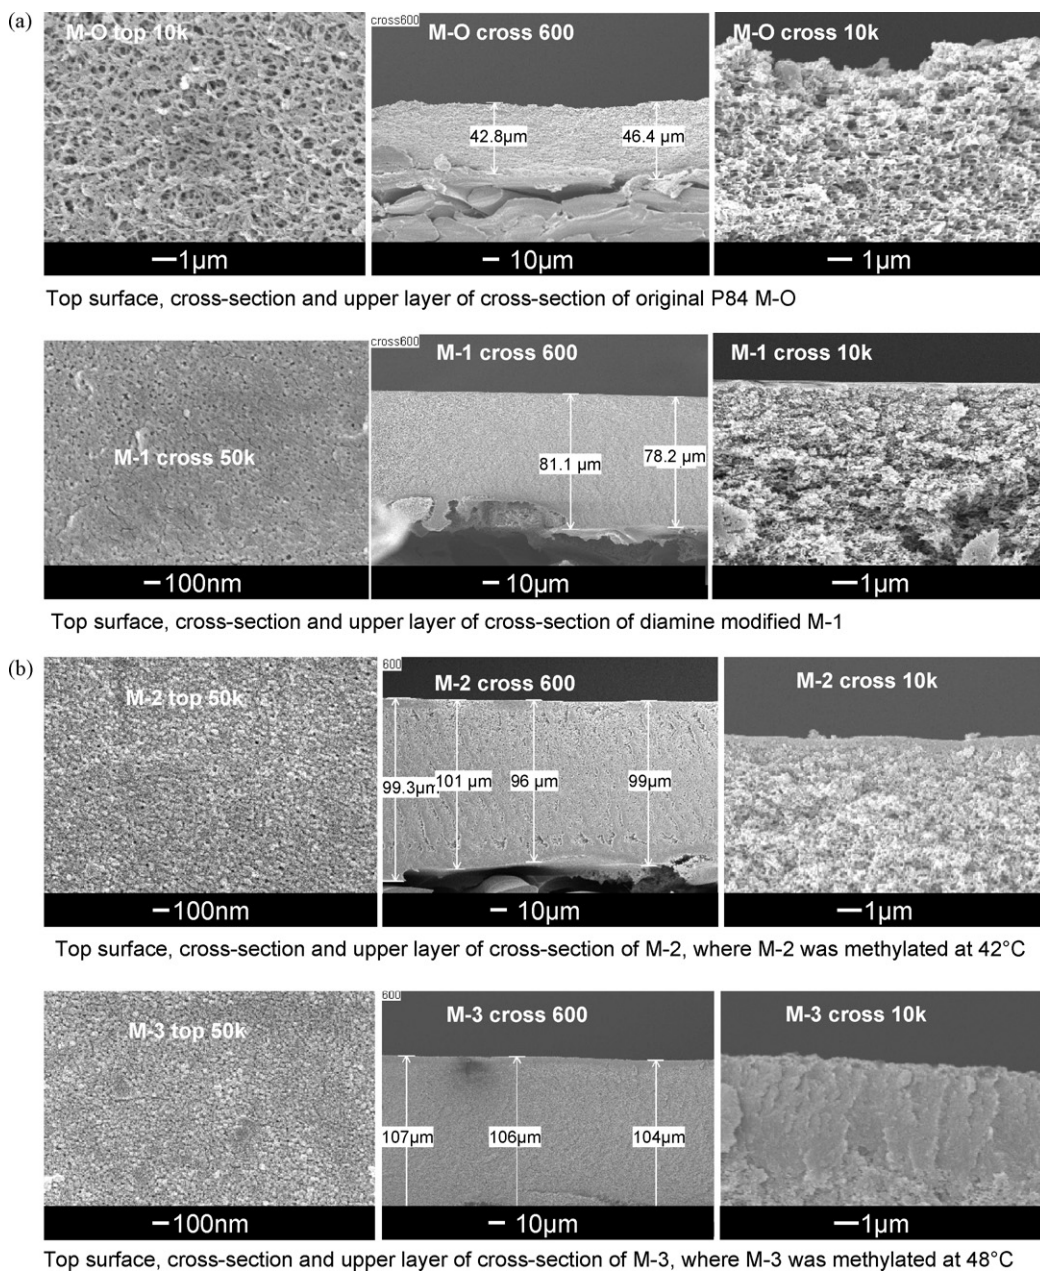 (a)
M-O top 10k
cross600
M-O cross 600
M-O cross 10k
42.8µm
46.4 µm
1µm
10µm
1µm
Top surface, cross-section and upper layer of cross-section of original P84 M-O
M-1 cross 50k
cross600
M-1 cross 600
M-1 cross 10k
81.1 µm
78.2 µm
100nm
10µm
1µm
Top surface, cross-section and upper layer of cross-section of diamine modified M-1
(b)
M-2 top 50k
600
M-2 cross 600
M-2 cross 10k
99.3µm
101 µm
96 µm
99µm
100nm
10µm
1µm
Top surface, cross-section and upper layer of cross-section of M-2, where M-2 was methylated at 42°C
M-3 top 50k
600
M-3 cross 600
M-3 cross 10k
107µm
106µm
104µm
100nm
10µm
1µm
Top surface, cross-section and upper layer of cross-section of M-3, where M-3 was methylated at 48°C